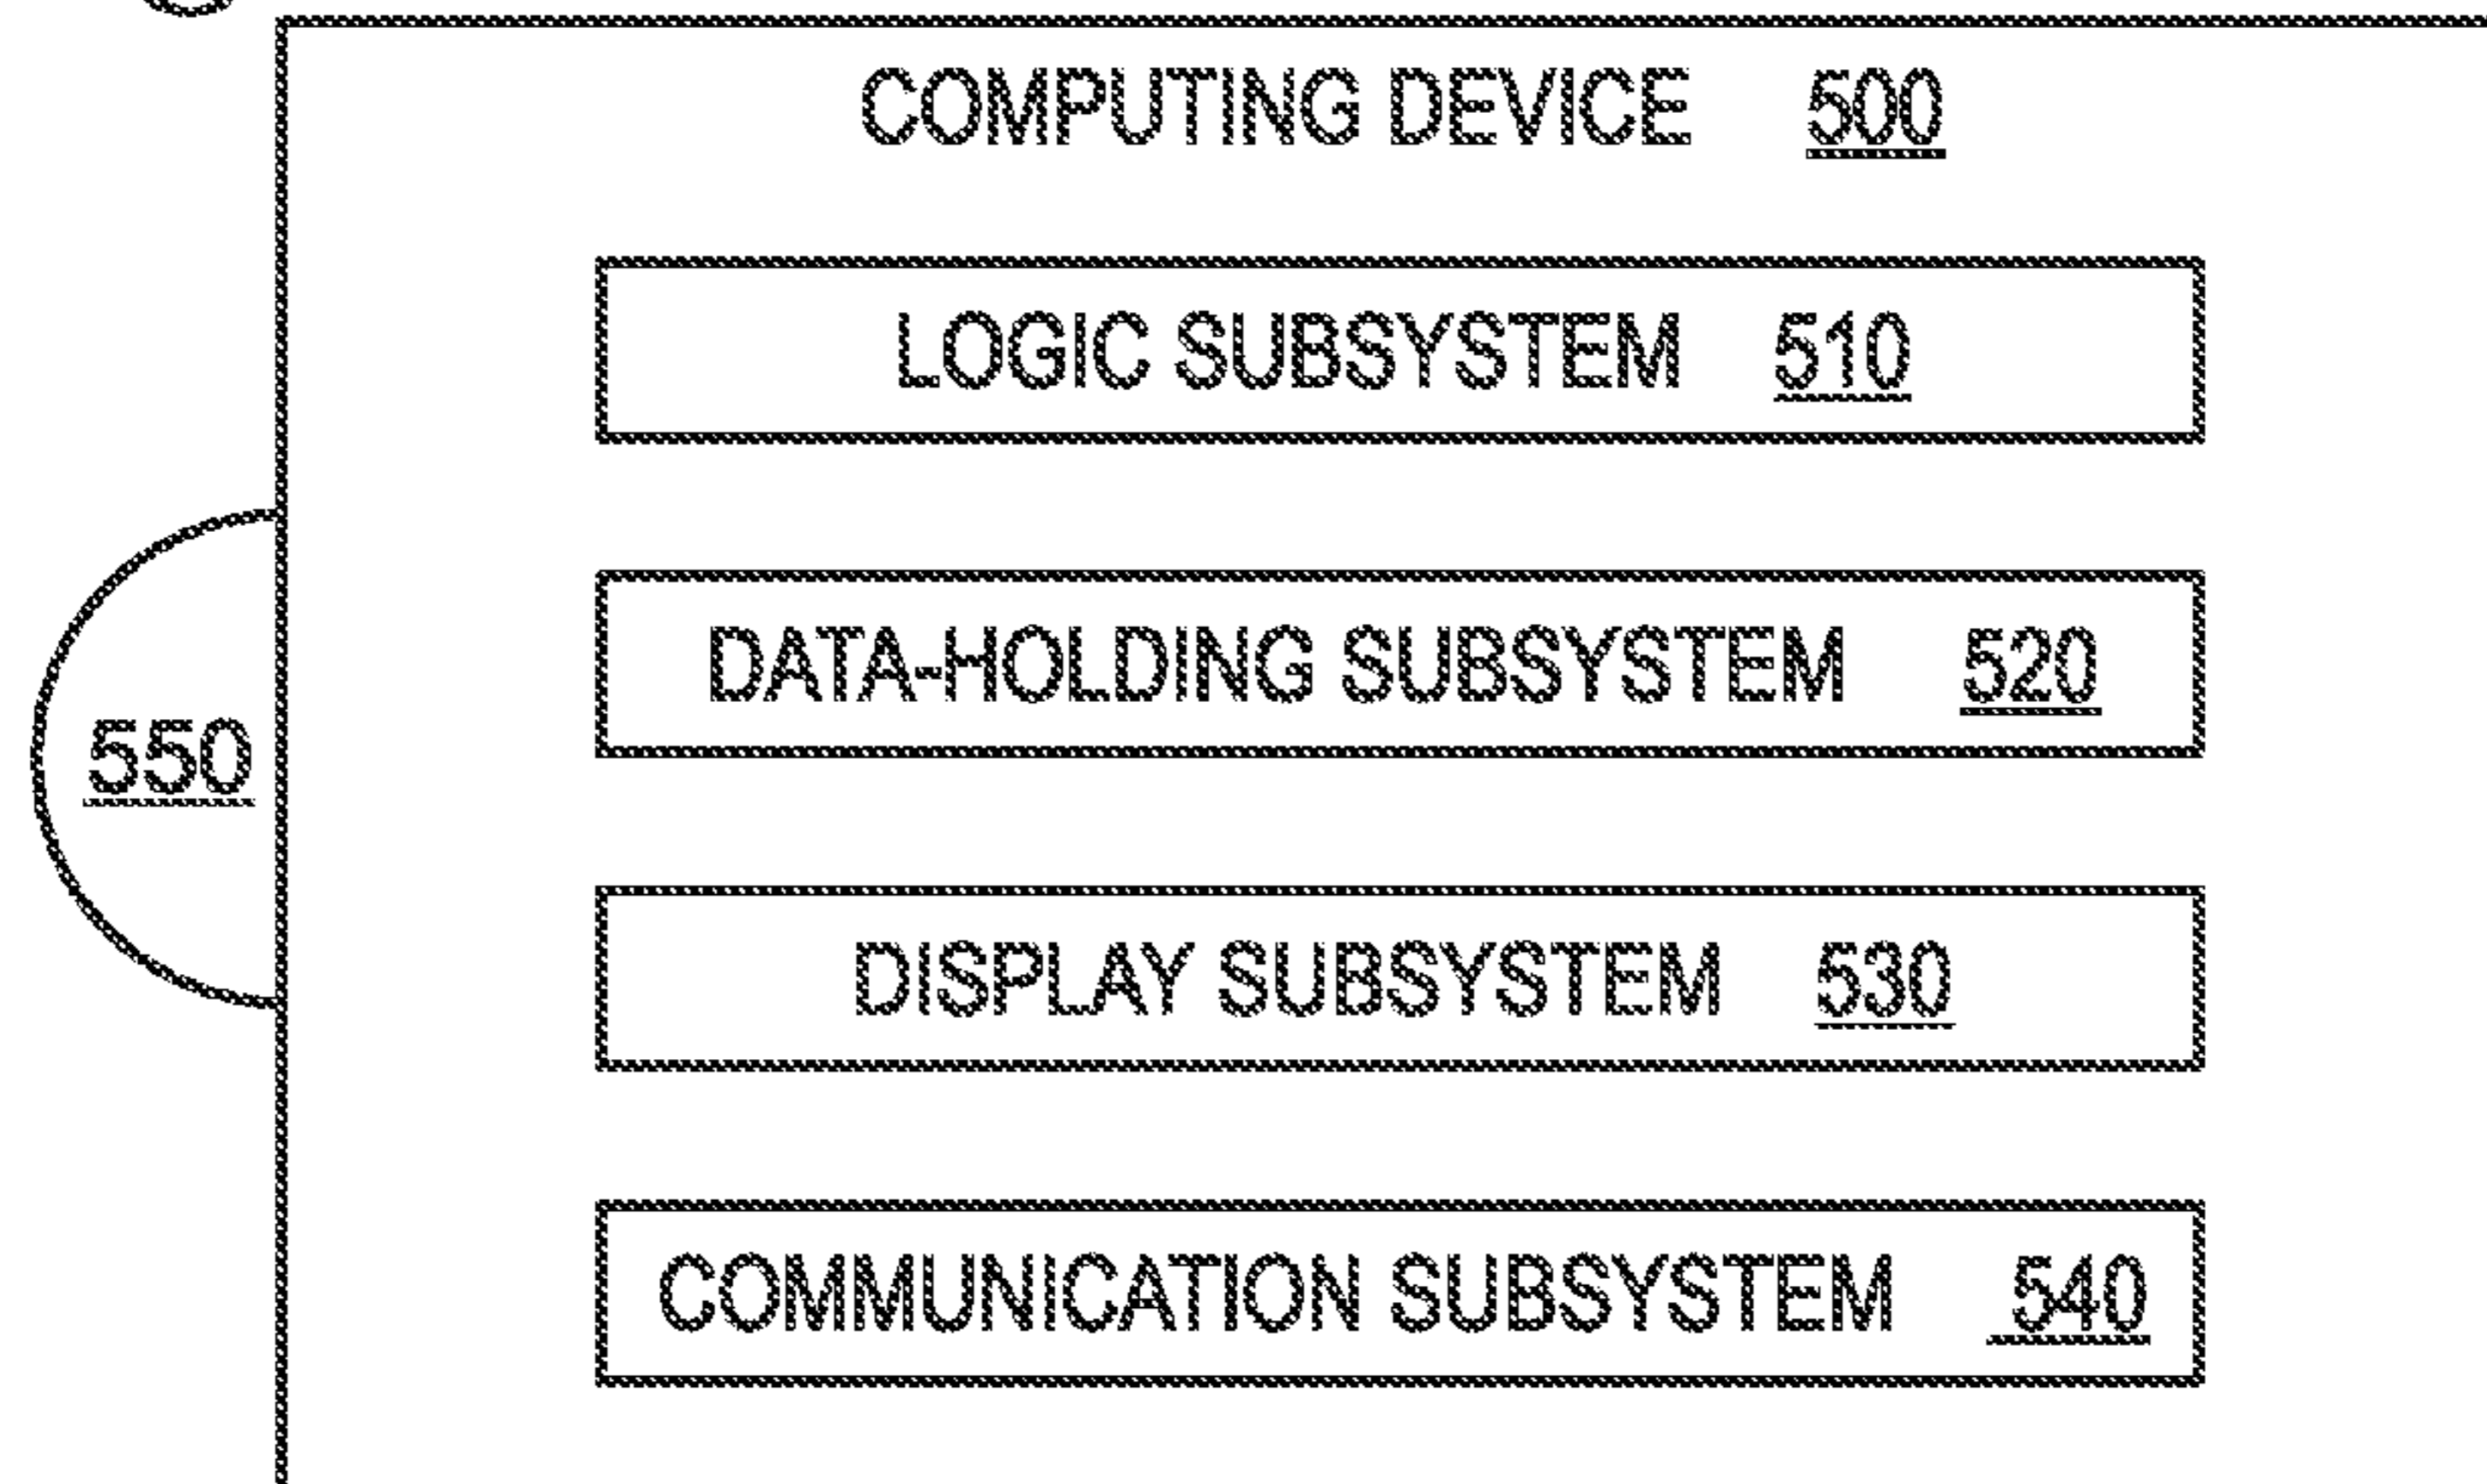 COMPUTING DEVICE 500
LOGIC SUBSYSTEM 510
DATA-HOLDING SUBSYSTEM 520
550
DISPLAY SUBSYSTEM 530
COMMUNICATION SUBSYSTEM 540